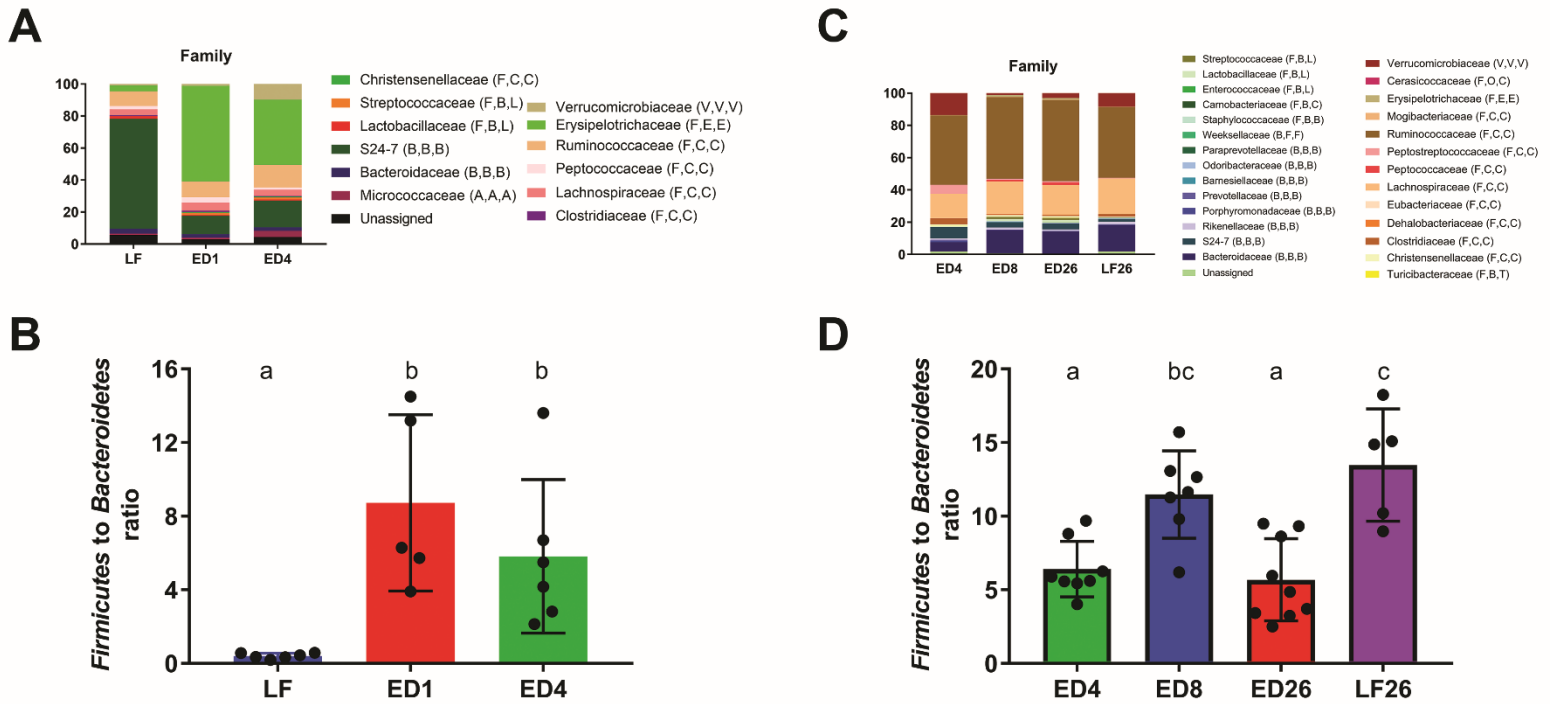 A
Family
100
80
60
40
20
0
LF
ED1
ED4
Christensenellaceae (F,C,C)
Streptococcaceae (F,B,L)
Lactobacillaceae (F,B,L)
S24-7 (B,B,B)
Bacteroidaceae (B,B,B)
Micrococcaceae (A,A,A)
Unassigned
Verrucomicrobiaceae (V,V,V)
Erysipelotrichaceae (F,E,E)
Ruminococcaceae (F,C,C)
Peptococcaceae (F,C,C)
Lachnospiraceae (F,C,C)
Clostridiaceae (F,C,C)
C
Family
100
80
60
40
20
0
ED4
ED8
ED26
LF26
Streptococcaceae (F,B,L)
Lactobacillaceae (F,B,L)
Enterococcaceae (F,B,L)
Carnobacteriaceae (F,B,C)
Staphylococcaceae (F,B,B)
Weeksellaceae (B,F,F)
Paraprevotellaceae (B,B,B)
Odoribacteraceae (B,B,B)
Barnesiellaceae (B,B,B)
Prevotellaceae (B,B,B)
Porphyromonadaceae (B,B,B)
Rikenellaceae (B,B,B)
S24-7 (B,B,B)
Bacteroidaceae (B,B,B)
Unassigned
Verrucomicrobiaceae (V,V,V)
Cerasicoccaceae (F,O,C)
Erysipelotrichaceae (F,E,E)
Mogibacteriaceae (F,C,C)
Ruminococcaceae (F,C,C)
Peptostreptococcaceae (F,C,C)
Peptococcaceae (F,C,C)
Lachnospiraceae (F,C,C)
Eubacteriaceae (F,C,C)
Dehalobacteriaceae (F,C,C)
Clostridiaceae (F,C,C)
Christensenellaceae (F,C,C)
Turicibacteraceae (F,B,T)
B
Firmicutes to Bacteroidetes
ratio
16
12
8
4
0
a
b
b
LF
ED1
ED4
D
Firmicutes to Bacteroidetes
ratio
20
15
10
5
0
a
bc
a
c
ED4
ED8
ED26
LF26